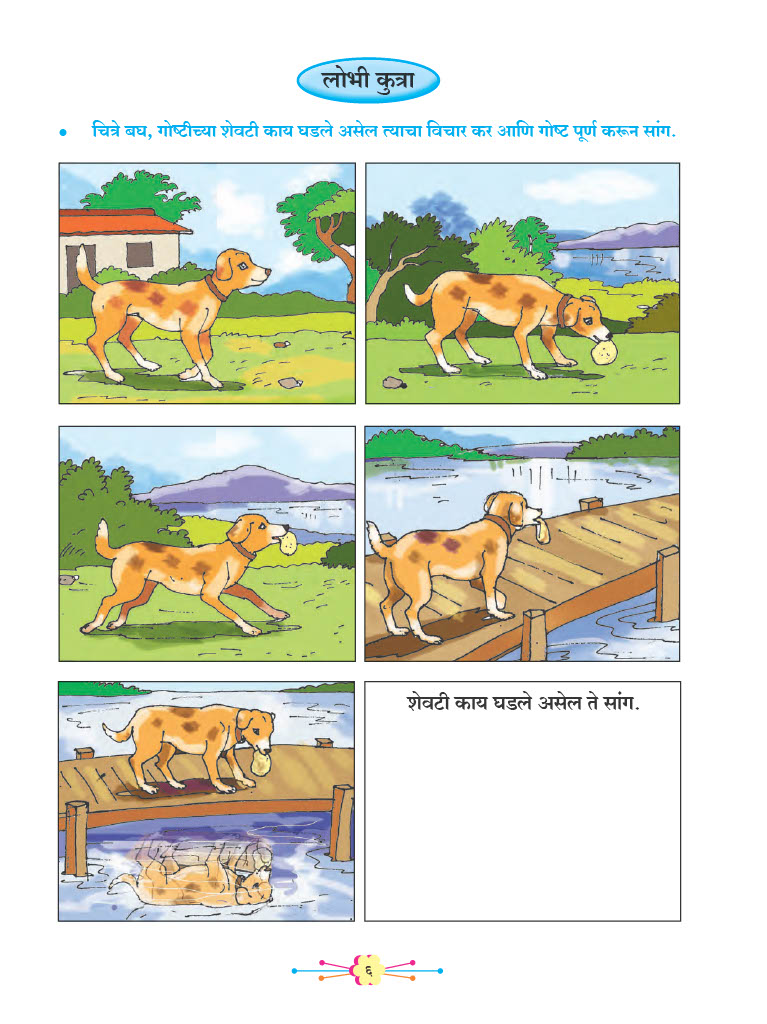 लोभी कुत्रा
• चित्रे बघ, गोष्टीच्या शेवटी काय घडले असेल त्याचा विचार कर आणि गोष्ट पूर्ण करून सांग.
शेवटी काय घडले असेल ते सांग.
६